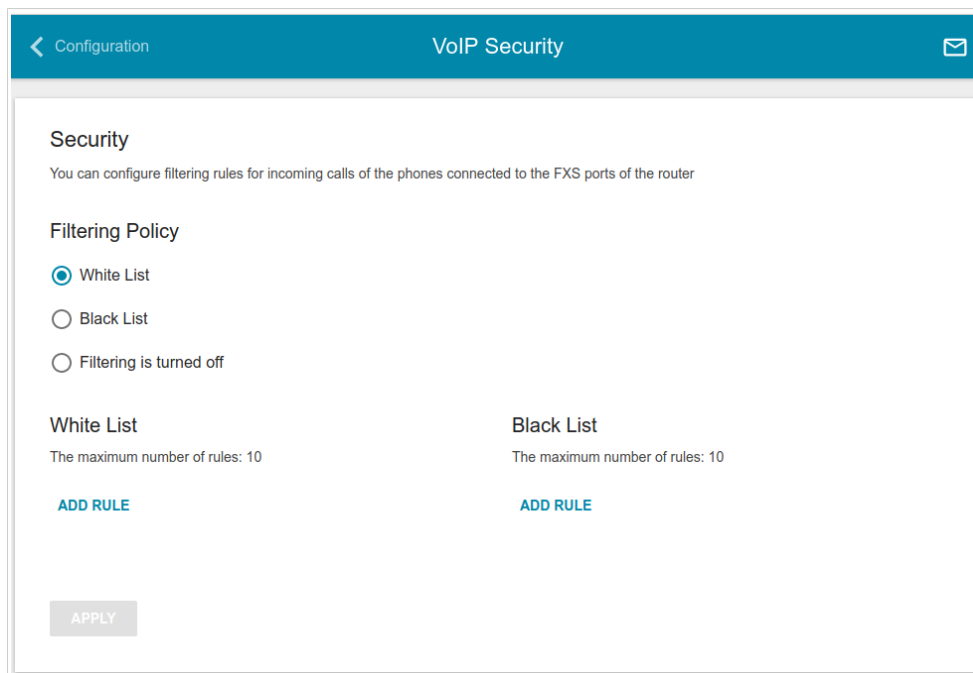 Configuration
VoIP Security
Security
You can configure filtering rules for incoming calls of the phones connected to the FXS ports of the router
Filtering Policy
White List
Black List
Filtering is turned off
White List
The maximum number of rules: 10
ADD RULE
Black List
The maximum number of rules: 10
ADD RULE
APPLY